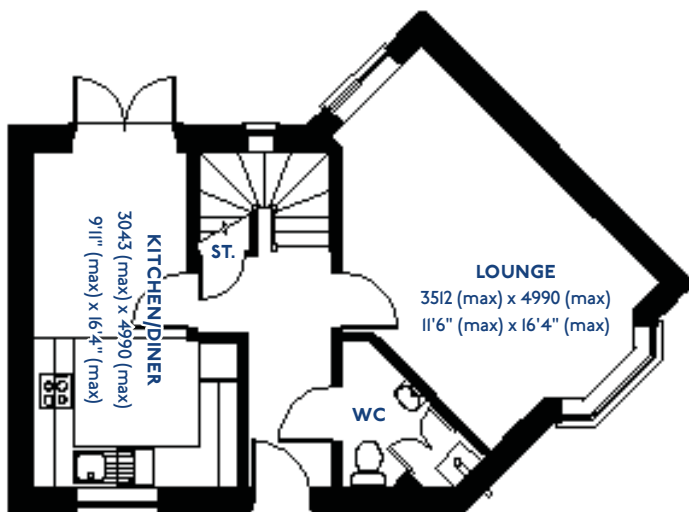 KITCHEN/DINER
3043 (max) x 4990 (max)
9'11" (max) x 16'4" (max)
ST.
LOUNGE
3512 (max) x 4990 (max)
11'6" (max) x 16'4" (max)
WC